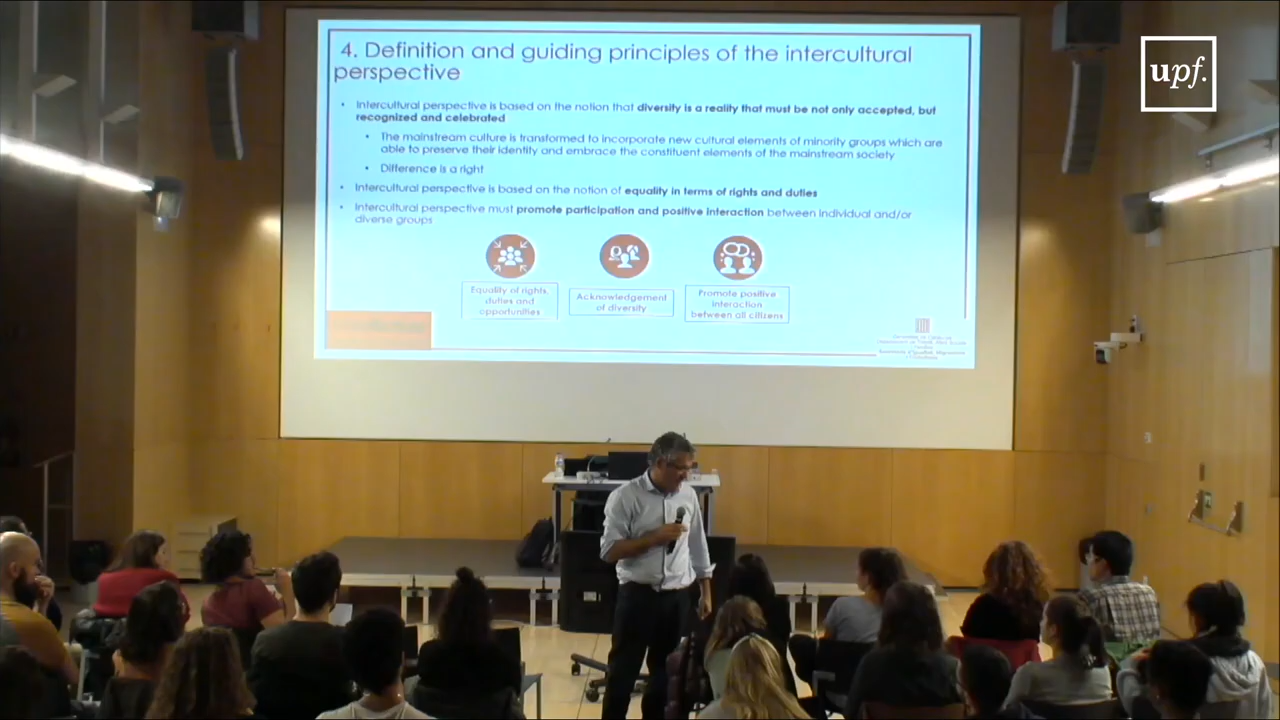 upf.
4. Definition and guiding principles of the intercultural
perspective
• Intercultural perspective is based on the notion that diversity is a reality that must be not only accepted, but
recognized and celebrated
• The mainstream culture is transformed to incorporate new cultural elements of minority groups which are
able to preserve their identity and embrace the constituent elements of the mainstream society
• Difference is a right
• Intercultural perspective is based on the notion of equality in terms of rights and duties
• Intercultural perspective must promote participation and positive interaction between individual and/or
diverse groups
Equality of rights,
duties and
opportunities
Acknowledgement
of diversity
Promote positive
interaction
between all citizens